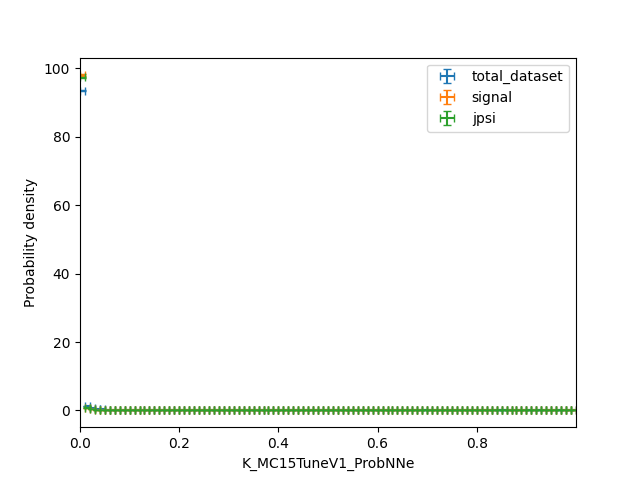 100
80
60
40
20
0
Probability density
total_dataset
signal
jpsi
0.0 0.2 0.4 0.6 0.8
K_MC15TuneV1_ProbNNe